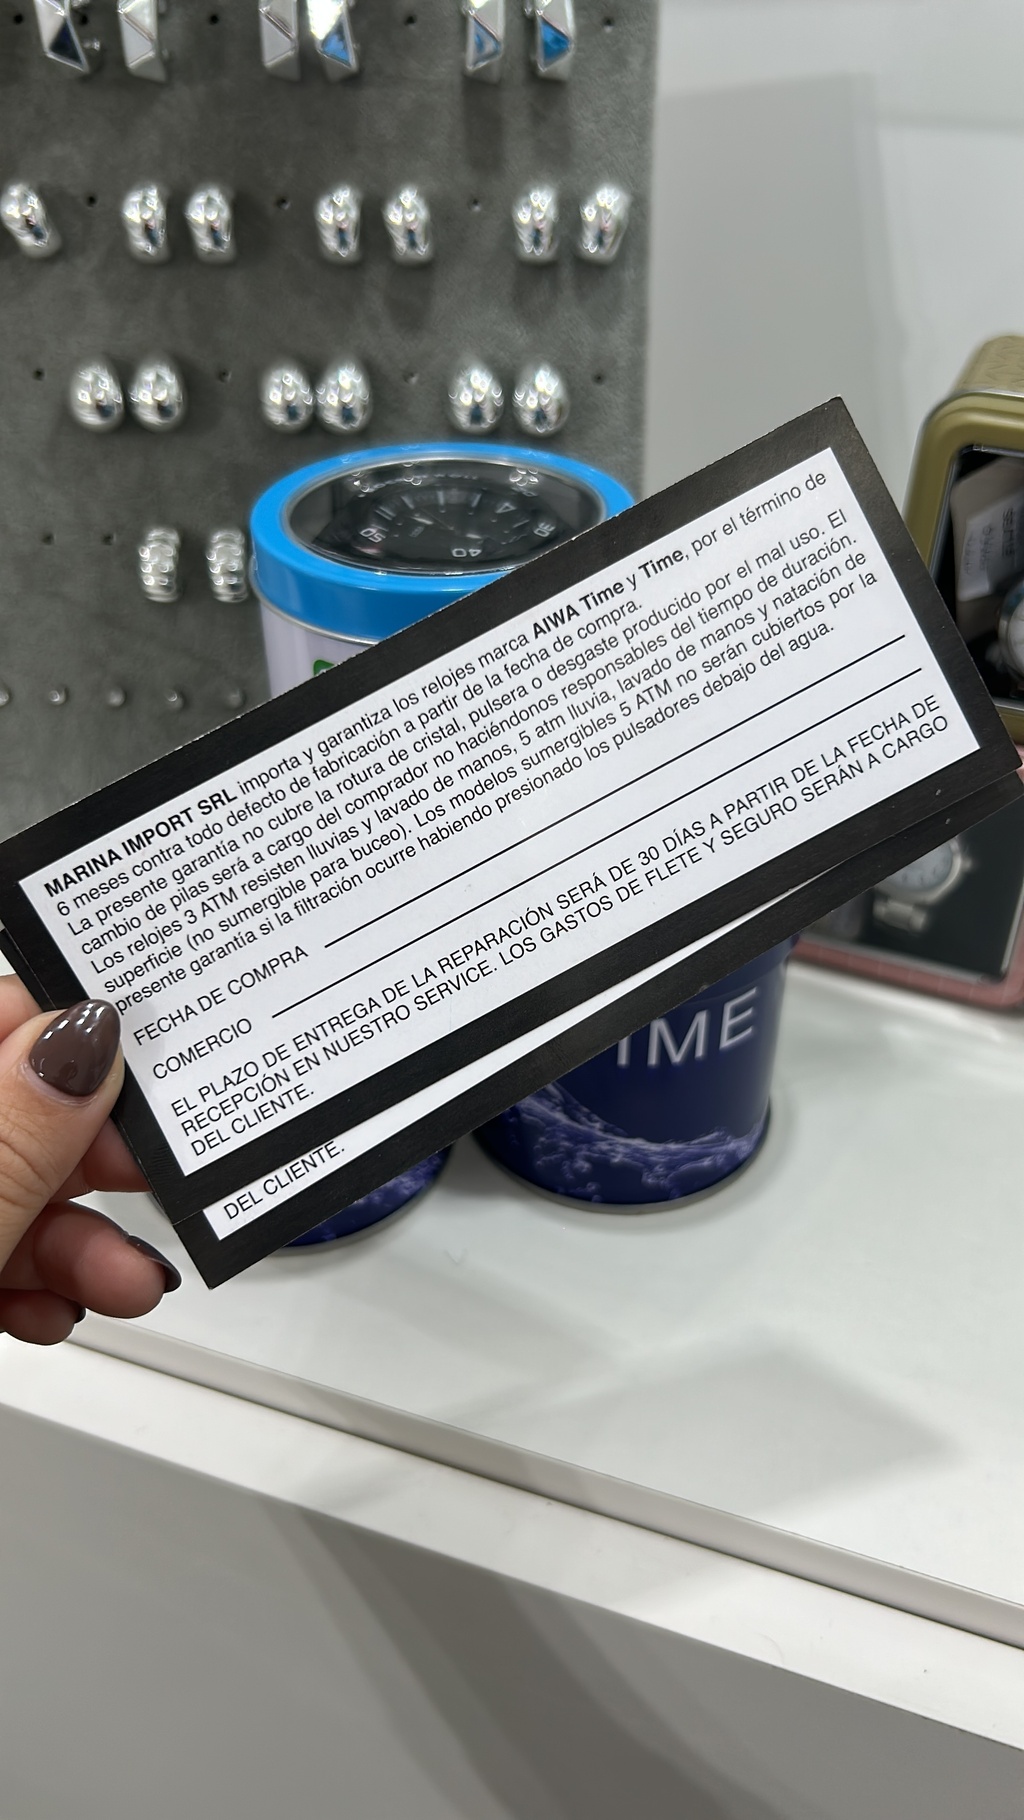 MARINA IMPORT SRL importa y garantiza los relojes marca AIWA Time y Time, por el término de
6 meses contra todo defecto de fabricación a partir de la fecha de compra.
La presente garantía no cubre la rotura de cristal, pulsera o desgaste producido por el mal uso. El
cambio de pilas será a cargo del comprador no haciéndonos responsables del tiempo de duración.
Los relojes 3 ATM resisten lluvias y lavado de manos, 5 atm lluvia, lavado de manos y natación de
superficie (no sumergible para buceo). Los modelos sumergibles 5 ATM no serán cubiertos por la
presente garantía si la filtración ocurre habiendo presionado los pulsadores debajo del agua.
FECHA DE COMPRA
COMERCIO
EL PLAZO DE ENTREGA DE LA REPARACIÓN SERÁ DE 30 DÍAS A PARTIR DE LA FECHA DE
RECEPCIÓN EN NUESTRO SERVICE. LOS GASTOS DE FLETE Y SEGURO SERÁN A CARGO
DEL CLIENTE.
DEL CLIENTE.
IME